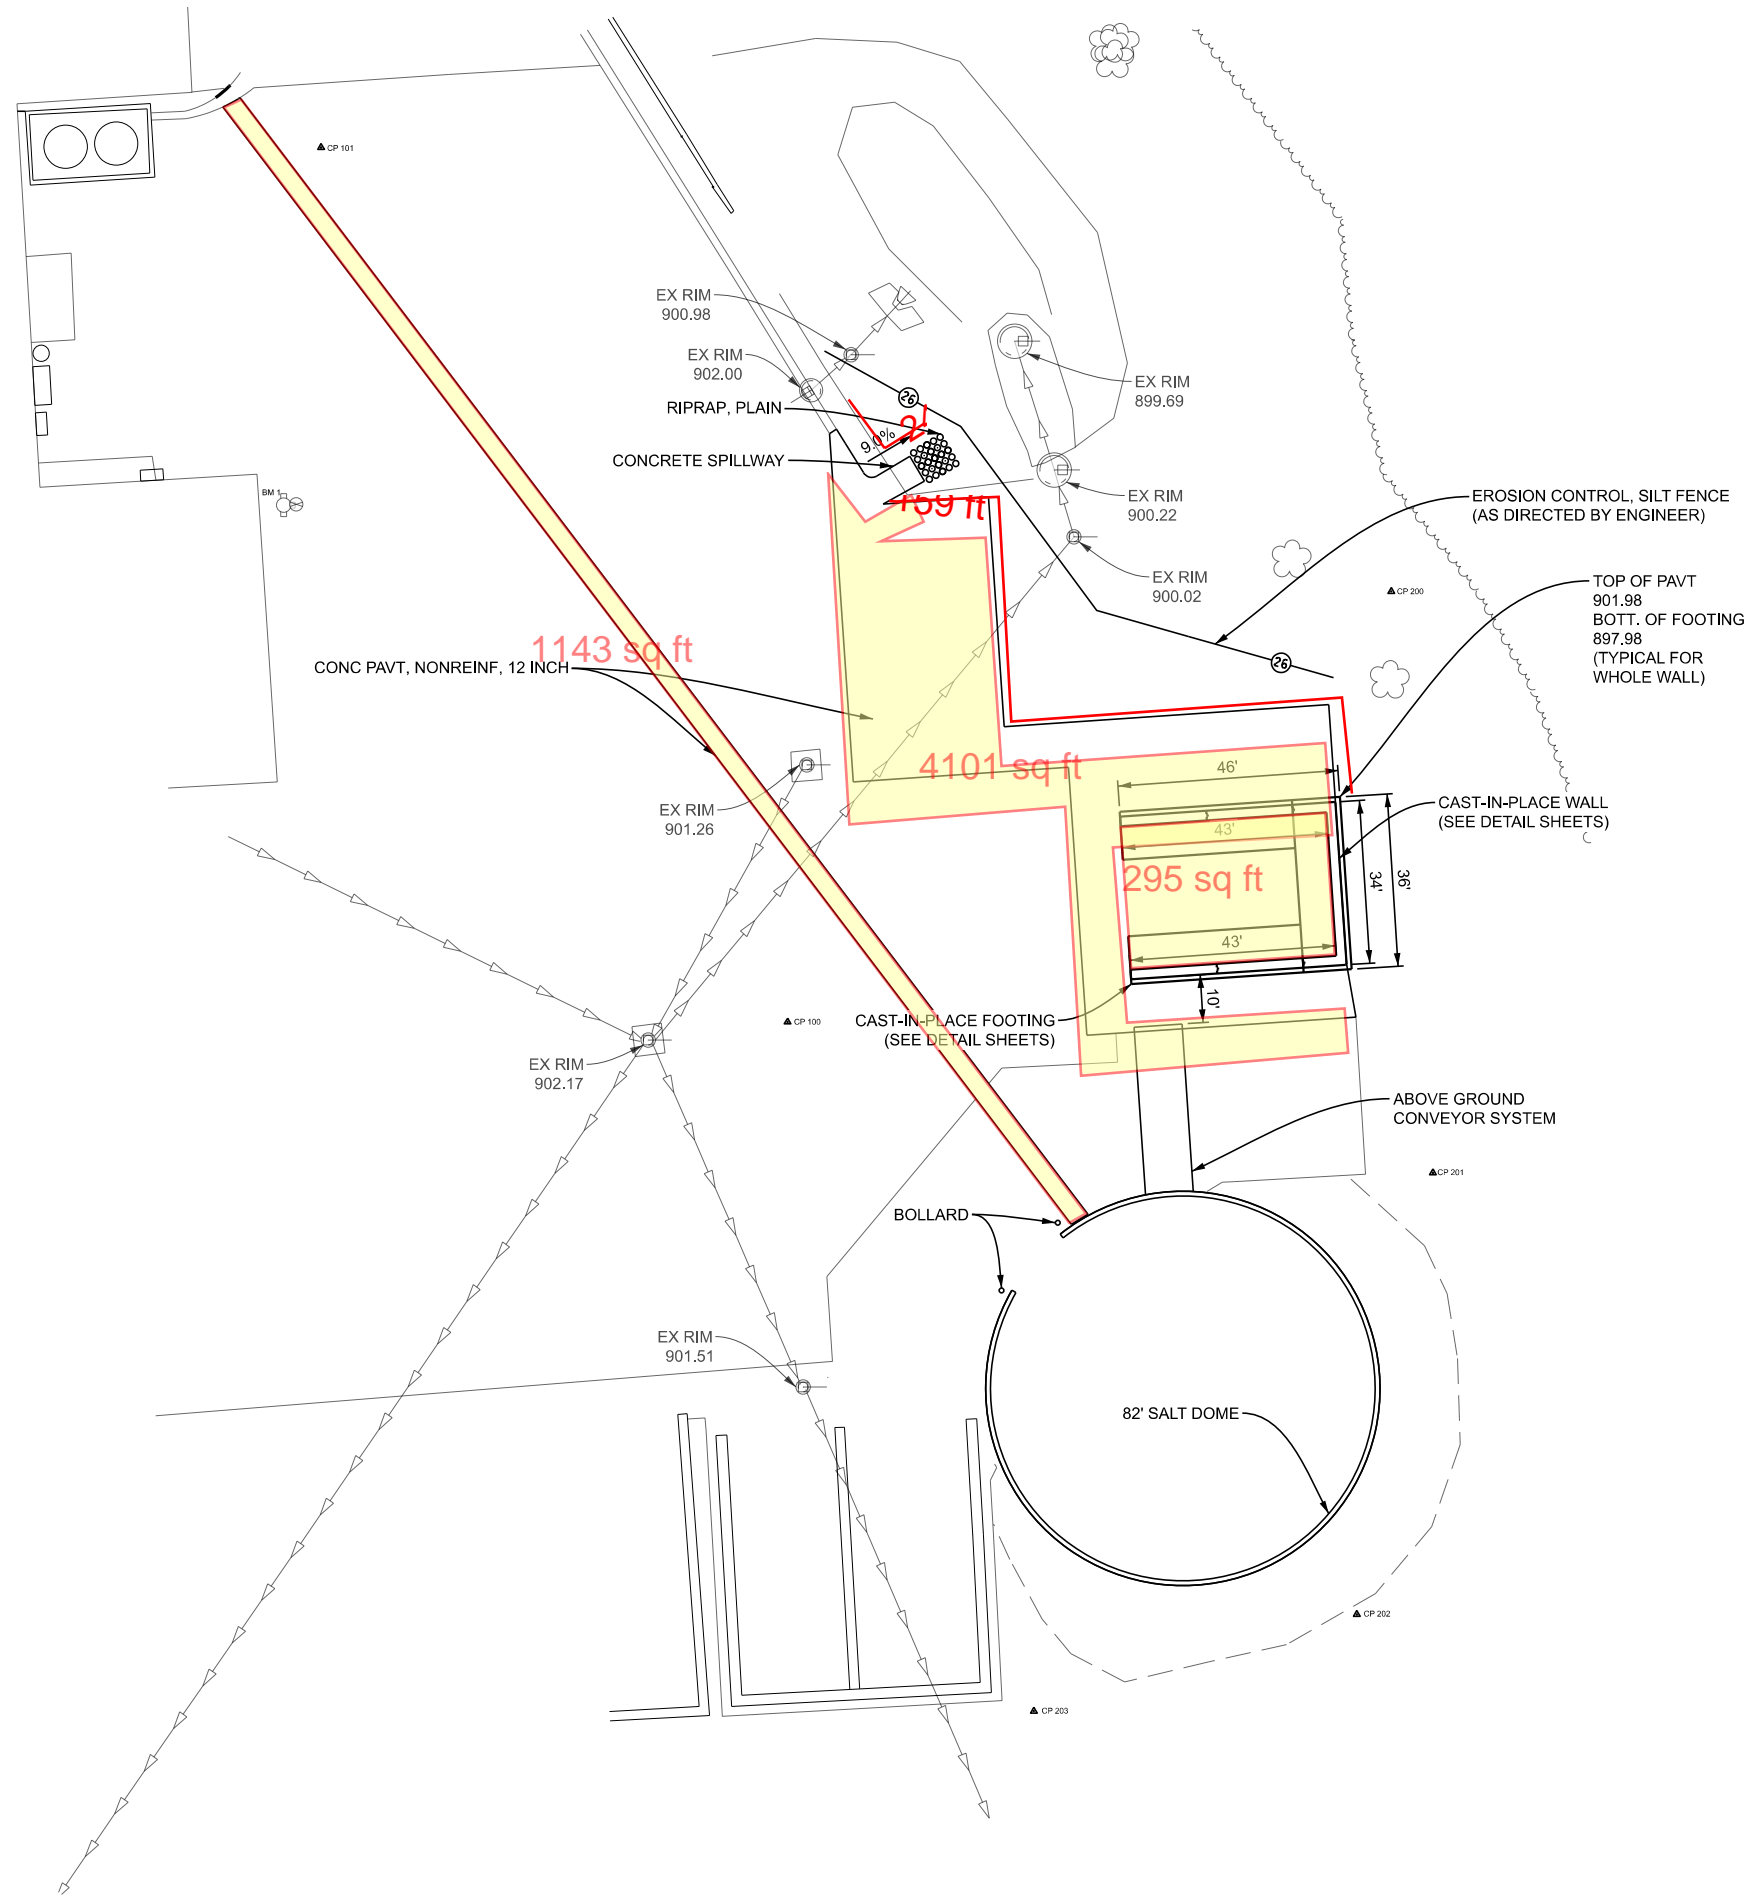 CP 101
EX RIM
900.98
EX RIM
902.00
RIPRAP, PLAIN
26
9.0%
CONCRETE SPILLWAY
EX RIM
899.69
BM 1
EX RIM
900.22
EROSION CONTROL, SILT FENCE
(AS DIRECTED BY ENGINEER)
EX RIM
900.02
CP 200
TOP OF PAVT
901.98
BOTT. OF FOOTING
897.98
(TYPICAL FOR
WHOLE WALL)
26
1143 sq ft
CONC PAVT, NONREINF, 12 INCH
4101 sq ft
46'
EX RIM
901.26
CAST-IN-PLACE WALL
(SEE DETAIL SHEETS)
43'
295 sq ft
34'
36'
43'
10'
CP 100
CAST-IN-PLACE FOOTING
(SEE DETAIL SHEETS)
EX RIM
902.17
ABOVE GROUND
CONVEYOR SYSTEM
CP 201
BOLLARD
EX RIM
901.51
82' SALT DOME
CP 202
CP 203